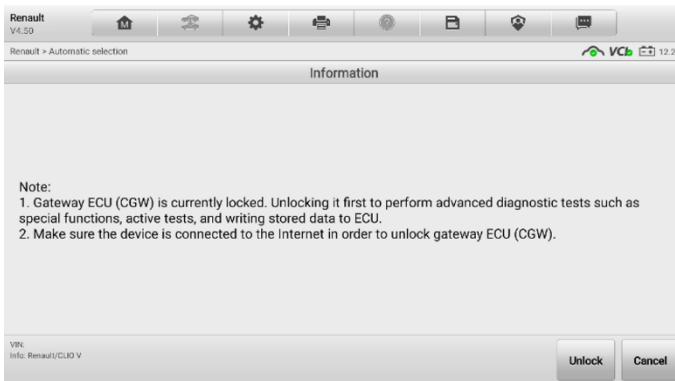 Renault
V4.50
Renault > Automatic selection
VCI 12.2
Information
Note:
1. Gateway ECU (CGW) is currently locked. Unlocking it first to perform advanced diagnostic tests such as
special functions, active tests, and writing stored data to ECU.
2. Make sure the device is connected to the Internet in order to unlock gateway ECU (CGW).
VIN:
Info: Renault/CLIO V
Unlock Cancel